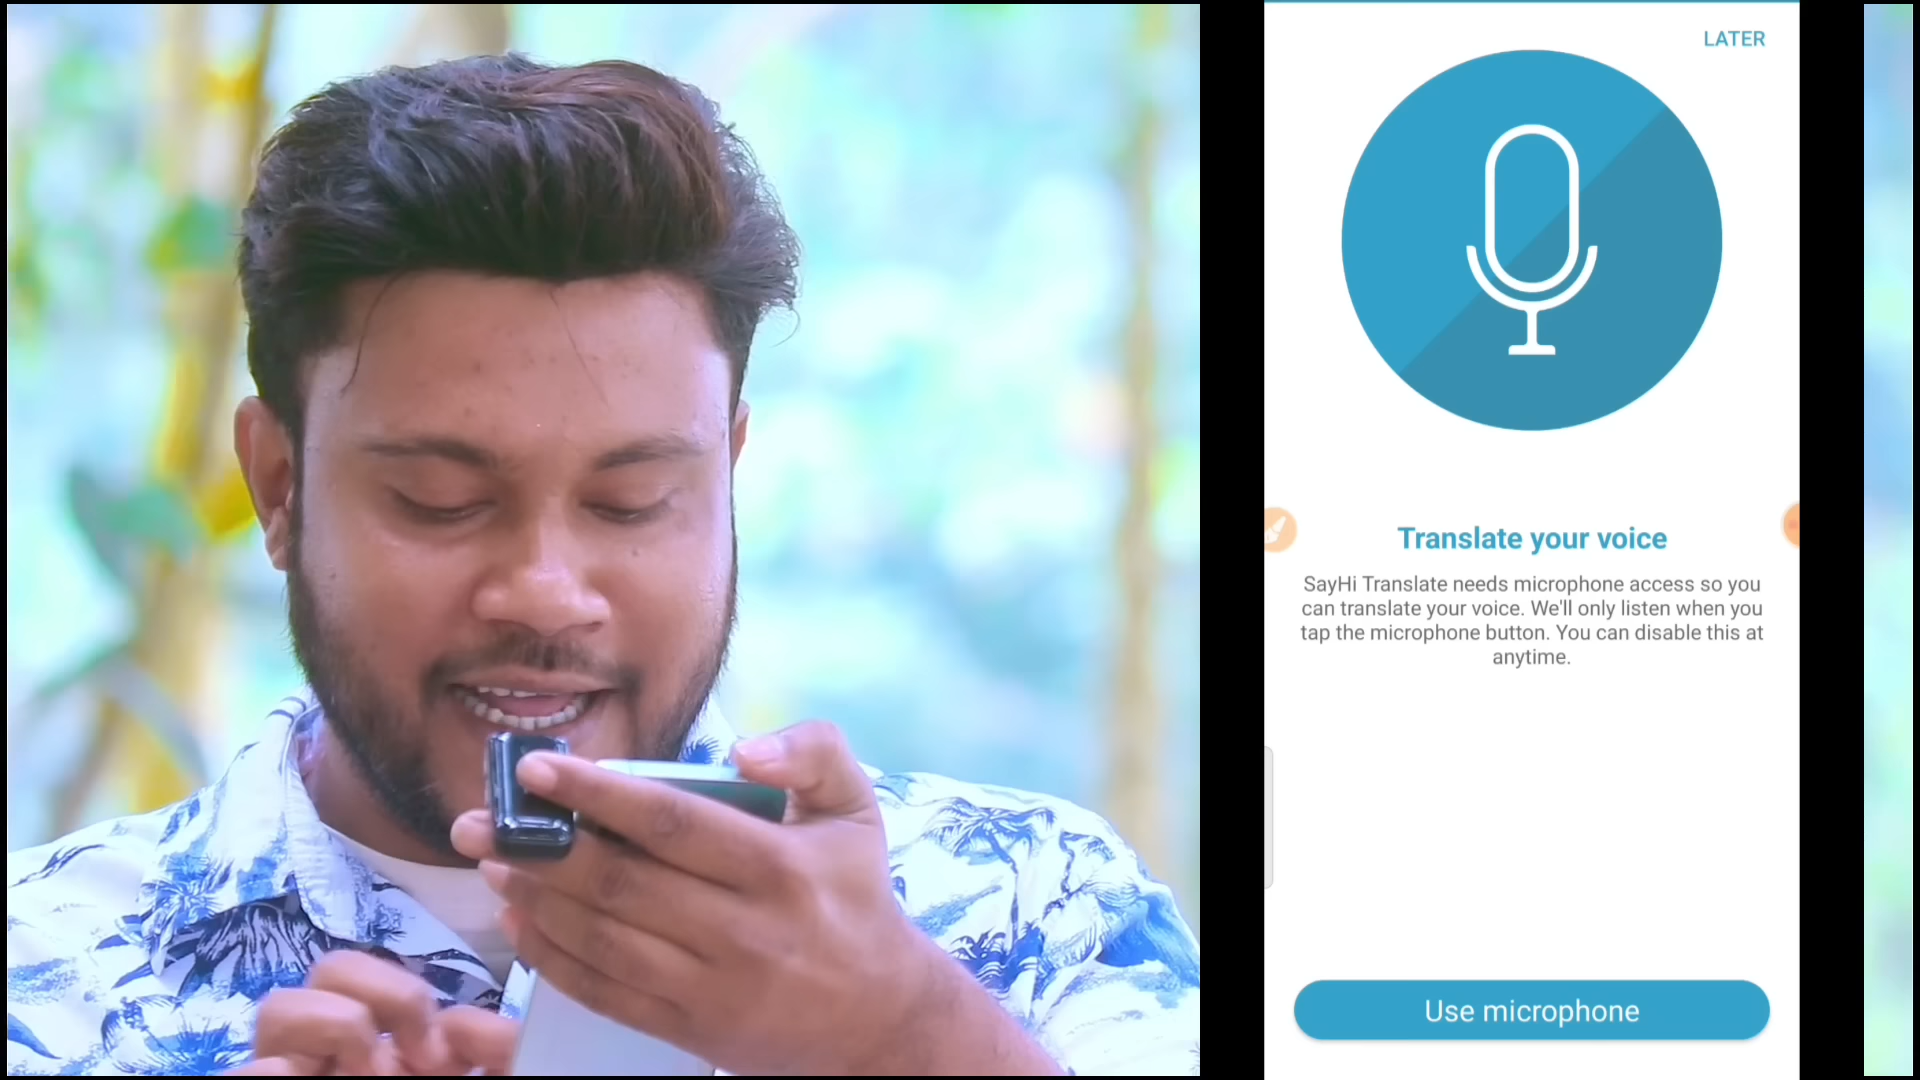 LATER
Translate your voice
SayHi Translate needs microphone access so you
can translate your voice. We'll only listen when you
tap the microphone button. You can disable this at
anytime.
Use microphone